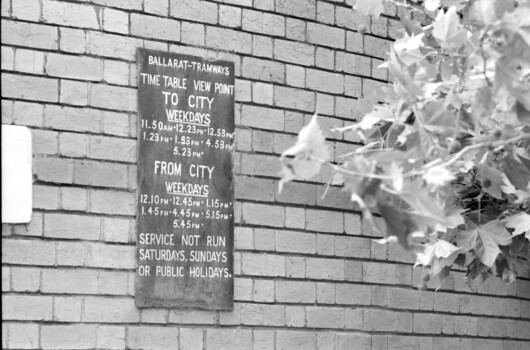 BALLARAT-TRAMWAYS
TIME TABLE VIEW POINT
TO CITY
WEEKDAYS
11.50AM·12.23PM·12.53PM
1.23PM·1.53PM·4.53PM
5.23PM·
FROM CITY
WEEKDAYS
12.10PM·12.45PM·1.15PM·
1.45PM·4.45PM·5.15PM·
5.45PM·
SERVICE NOT RUN
SATURDAYS, SUNDAYS
OR PUBLIC HOLIDAYS.